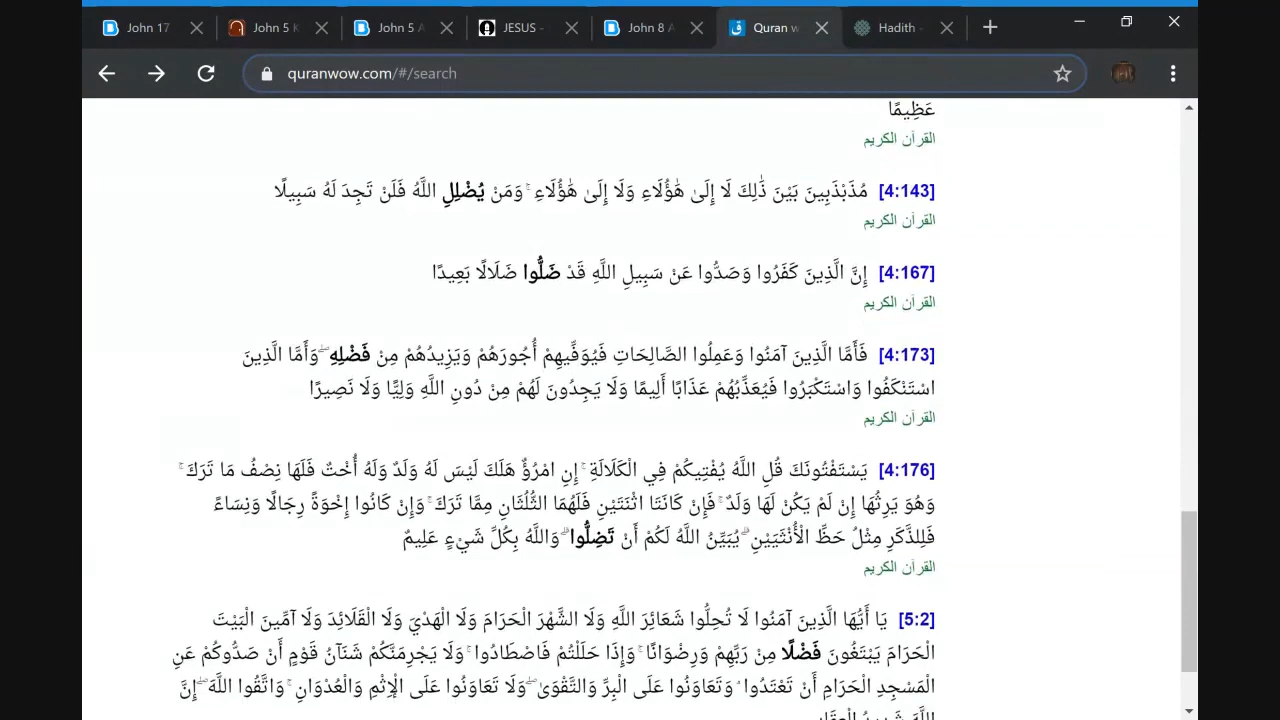 John 17
John 5 K
John 5 A
JESUS -
John 8 A
Quran w
Hadith -
quranwow.com/#/search
عَظِيمًا
القرآن الكريم
[4:143] مُذَبْذَبِينَ بَيْنَ ذَٰلِكَ لَا إِلَىٰ هَٰؤُلَاءِ وَلَا إِلَىٰ هَٰؤُلَاءِ ۚ وَمَنْ يُضْلِلِ اللَّهُ فَلَنْ تَجِدَ لَهُ سَبِيلًا
القرآن الكريم
[4:167] إِنَّ الَّذِينَ كَفَرُوا وَصَدُّوا عَنْ سَبِيلِ اللَّهِ قَدْ ضَلُّوا ضَلَالًا بَعِيدًا
القرآن الكريم
[4:173] فَأَمَّا الَّذِينَ آمَنُوا وَعَمِلُوا الصَّالِحَاتِ فَيُوَفِّيهِمْ أُجُورَهُمْ وَيَزِيدُهُمْ مِنْ فَضْلِهِ ۖ وَأَمَّا الَّذِينَ
اسْتَنْكَفُوا وَاسْتَكْبَرُوا فَيُعَذِّبُهُمْ عَذَابًا أَلِيمًا وَلَا يَجِدُونَ لَهُمْ مِنْ دُونِ اللَّهِ وَلِيًّا وَلَا نَصِيرًا
القرآن الكريم
[4:176] يَسْتَفْتُونَكَ قُلِ اللَّهُ يُفْتِيكُمْ فِي الْكَلَالَةِ ۚ إِنِ امْرُؤٌ هَلَكَ لَيْسَ لَهُ وَلَدٌ وَلَهُ أُخْتٌ فَلَهَا نِصْفُ مَا تَرَكَ ۚ
وَهُوَ يَرِثُهَا إِنْ لَمْ يَكُنْ لَهَا وَلَدٌ ۚ فَإِنْ كَانَتَا اثْنَتَيْنِ فَلَهُمَا الثُّلُثَانِ مِمَّا تَرَكَ ۚ وَإِنْ كَانُوا إِخْوَةً رِجَالًا وَنِسَاءً
فَلِلذَّكَرِ مِثْلُ حَظِّ الْأُنْثَيَيْنِ ۗ يُبَيِّنُ اللَّهُ لَكُمْ أَنْ تَضِلُّوا ۗ وَاللَّهُ بِكُلِّ شَيْءٍ عَلِيمٌ
القرآن الكريم
[5:2] يَا أَيُّهَا الَّذِينَ آمَنُوا لَا تُحِلُّوا شَعَائِرَ اللَّهِ وَلَا الشَّهْرَ الْحَرَامَ وَلَا الْهَدْيَ وَلَا الْقَلَائِدَ وَلَا آمِّينَ الْبَيْتَ
الْحَرَامَ يَبْتَغُونَ فَضْلًا مِنْ رَبِّهِمْ وَرِضْوَانًا ۚ وَإِذَا حَلَلْتُمْ فَاصْطَادُوا ۚ وَلَا يَجْرِمَنَّكُمْ شَنَآنُ قَوْمٍ أَنْ صَدُّوكُمْ عَنِ
الْمَسْجِدِ الْحَرَامِ أَنْ تَعْتَدُوا ۘ وَتَعَاوَنُوا عَلَى الْبِرِّ وَالتَّقْوَىٰ ۖ وَلَا تَعَاوَنُوا عَلَى الْإِثْمِ وَالْعُدْوَانِ ۚ وَاتَّقُوا اللَّهَ ۖ إِنَّ